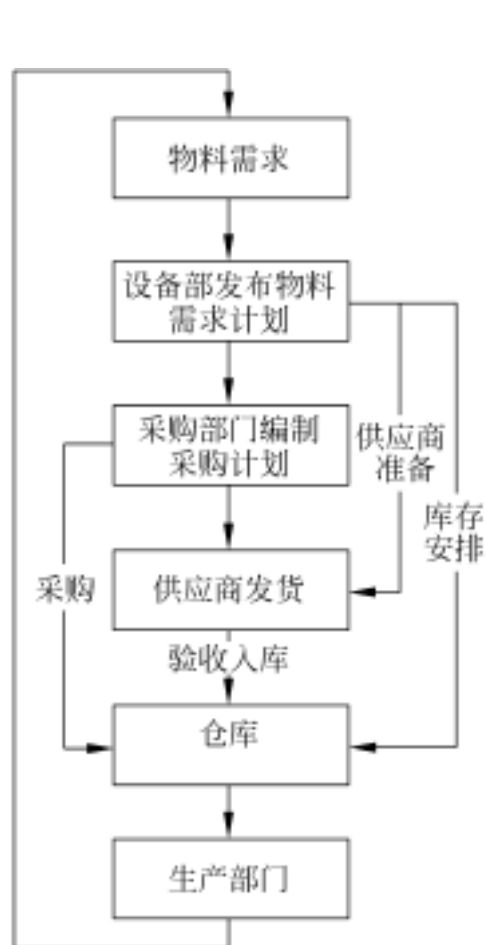 物料需求
设备部发布物料
需求计划
采购部门编制
采购计划
供应商
准备
库存
安排
采购
供应商发货
验收入库
仓库
生产部门